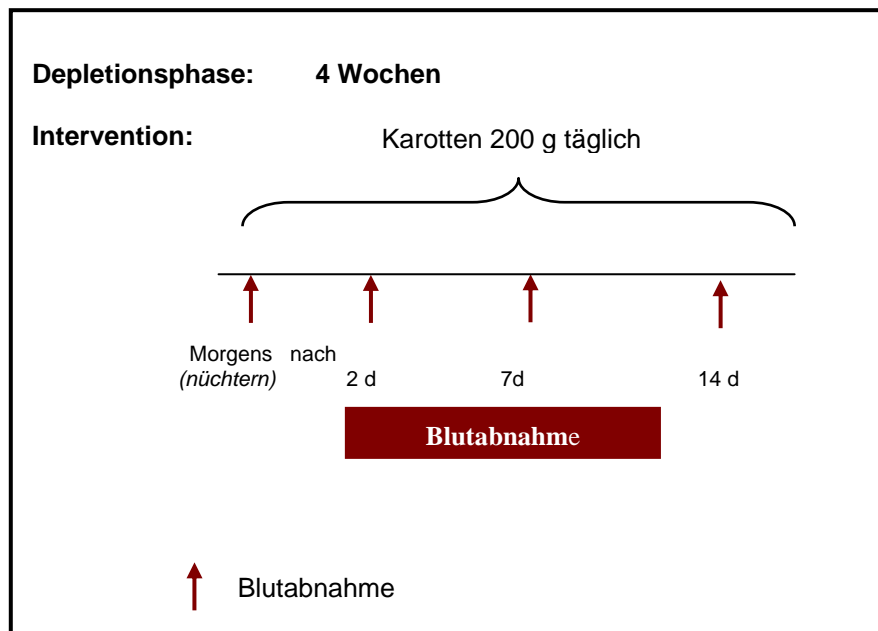 Depletionsphase: 4 Wochen
Intervention: Karotten 200 g täglich
Morgens nach
(nüchtern) 2 d 7d 14 d
Blutabnahme
Blutabnahme